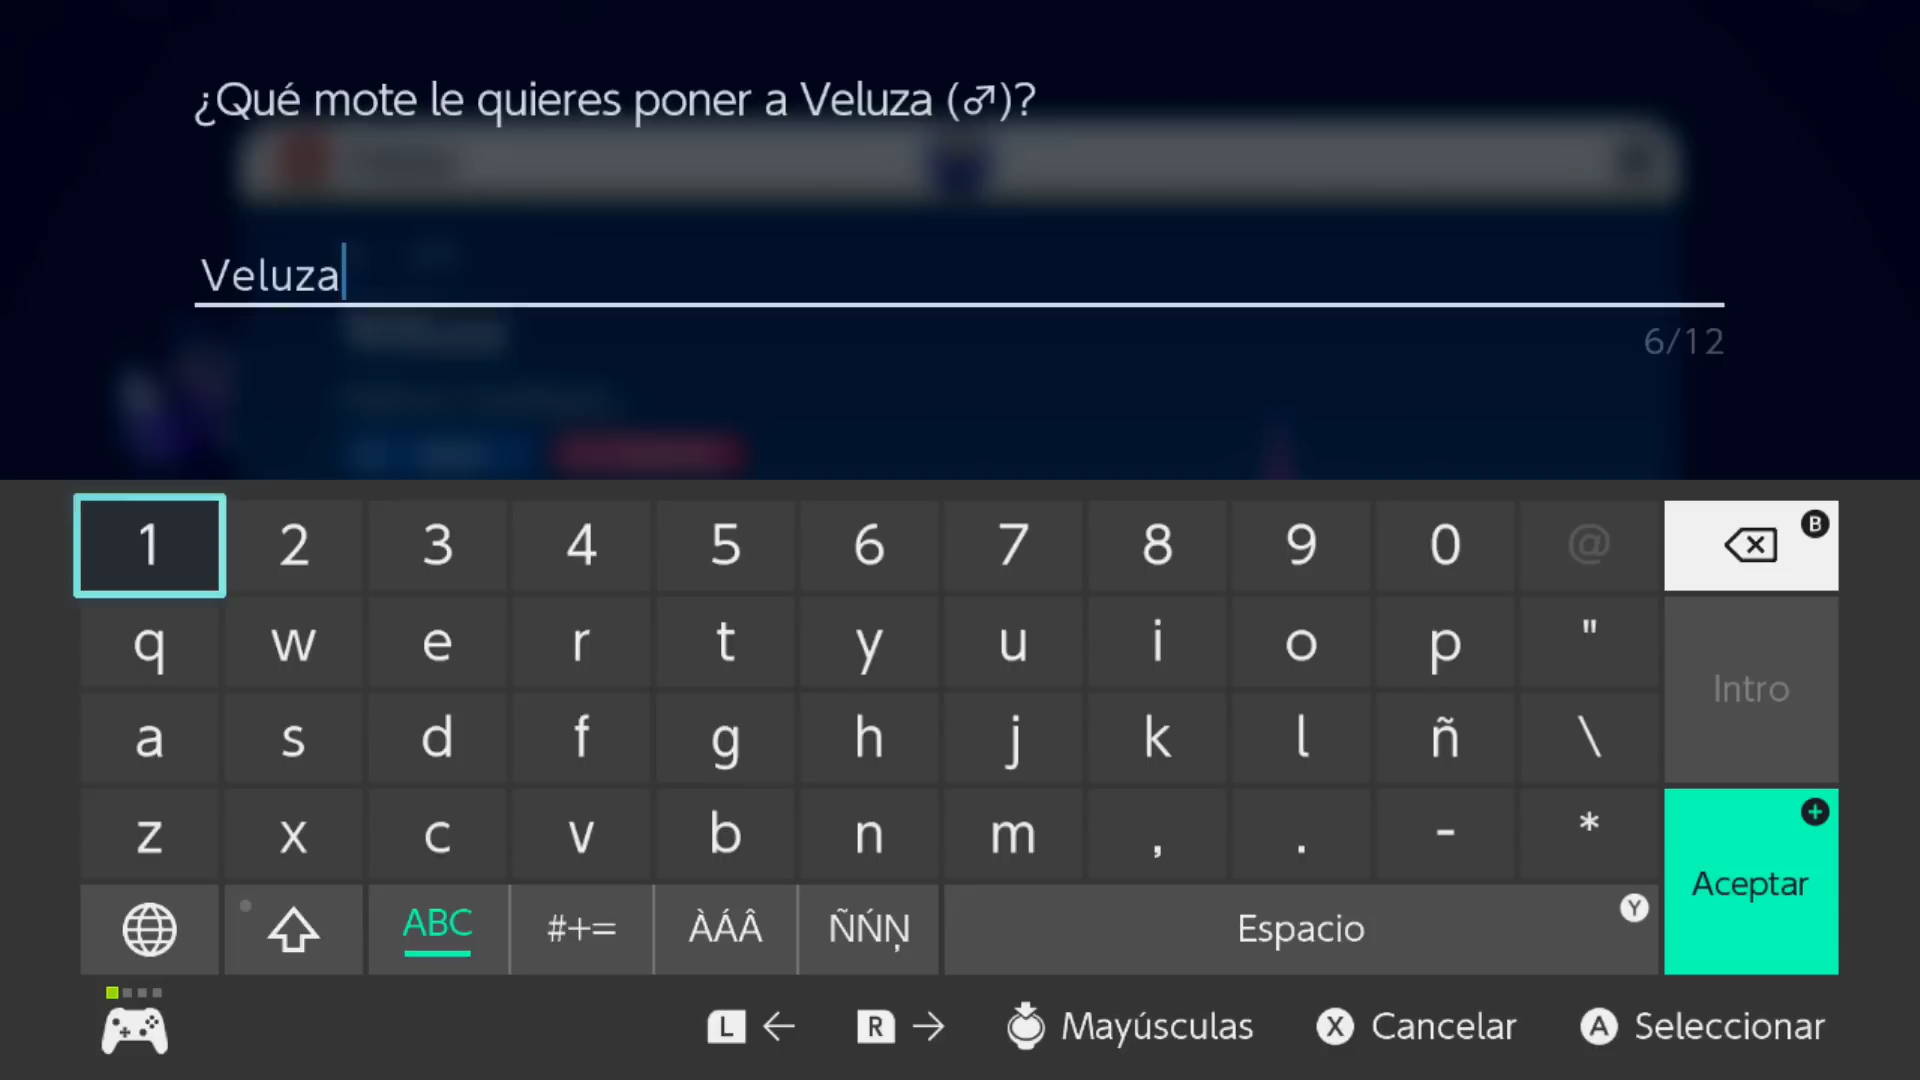 ¿Qué mote le quieres poner a Veluza (♂)?
Veluza
6/12
1 2 3 4 5 6 7 8 9 0 @ B
q w e r t y u i o p "
Intro
a s d f g h j k l ñ \
z x c v b n m , . - *
Aceptar
ABC #+= ÀÁÂ ÑŃŅ Espacio Y
L ← R → Mayúsculas X Cancelar A Seleccionar